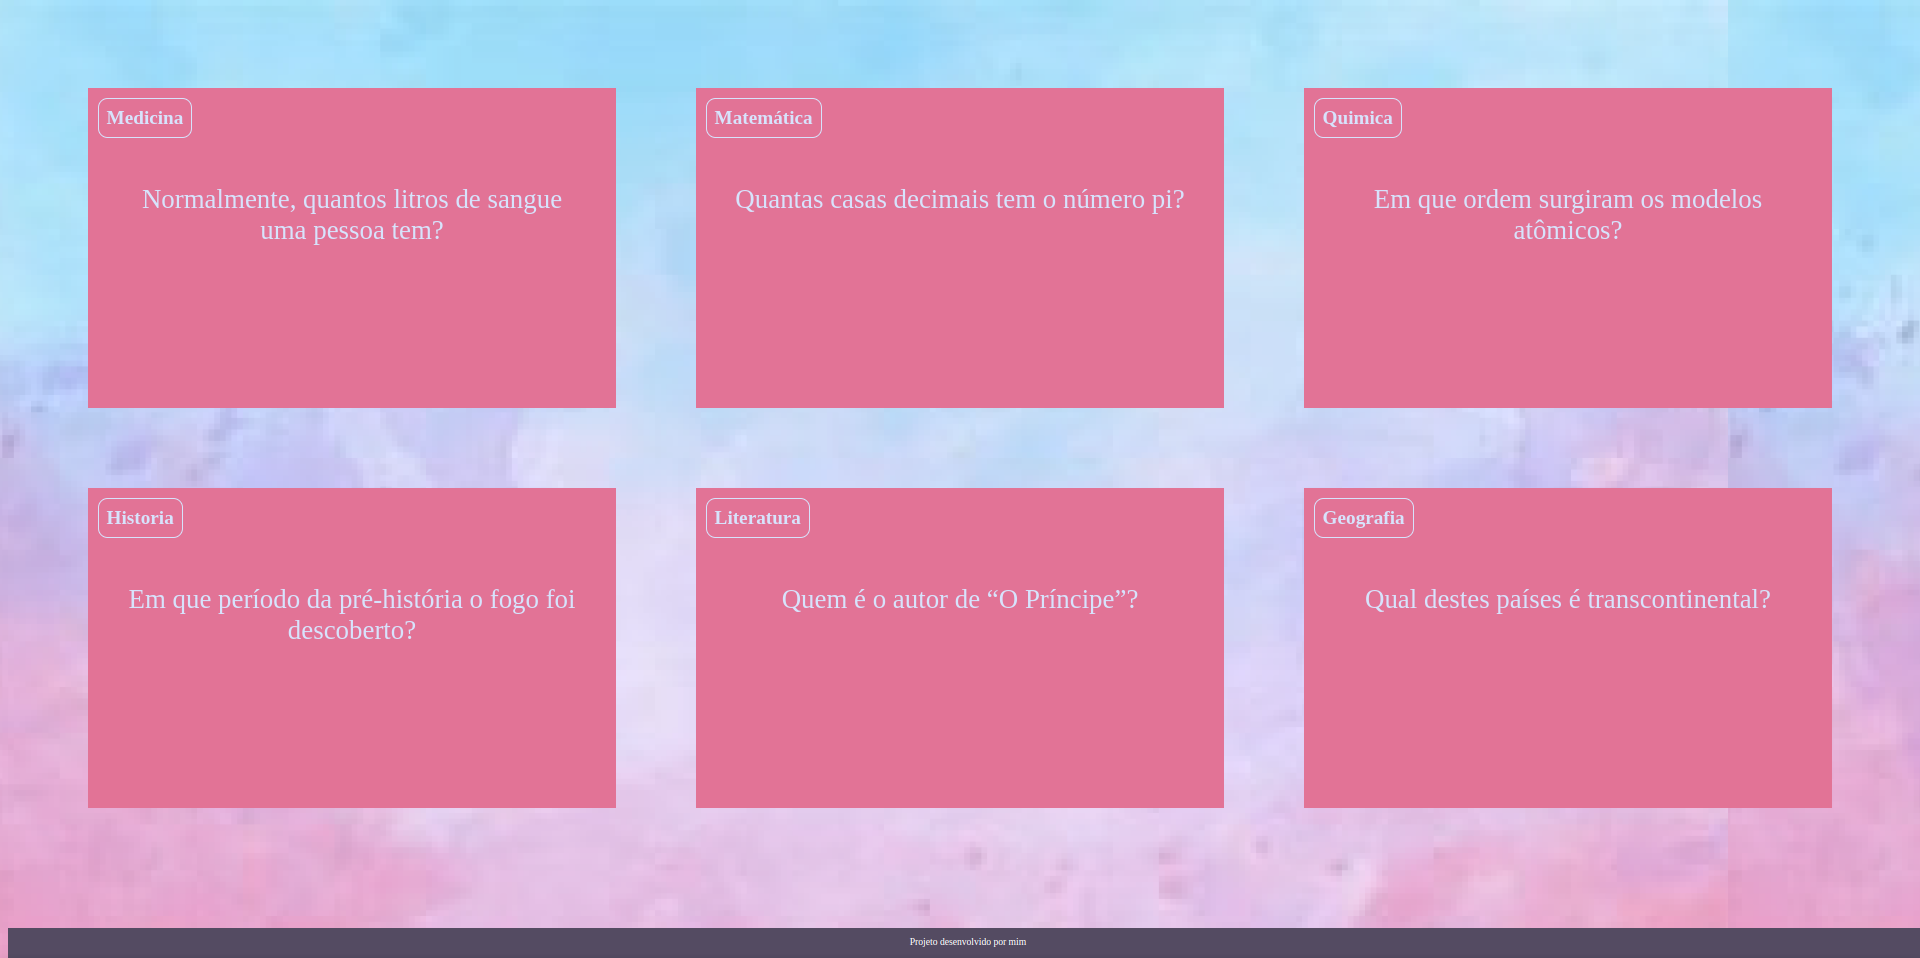 Medicina
Normalmente, quantos litros de sangue
uma pessoa tem?
Matemática
Quantas casas decimais tem o número pi?
Quimica
Em que ordem surgiram os modelos
atômicos?
Historia
Em que período da pré-história o fogo foi
descoberto?
Literatura
Quem é o autor de “O Príncipe”?
Geografia
Qual destes países é transcontinental?
Projeto desenvolvido por mim